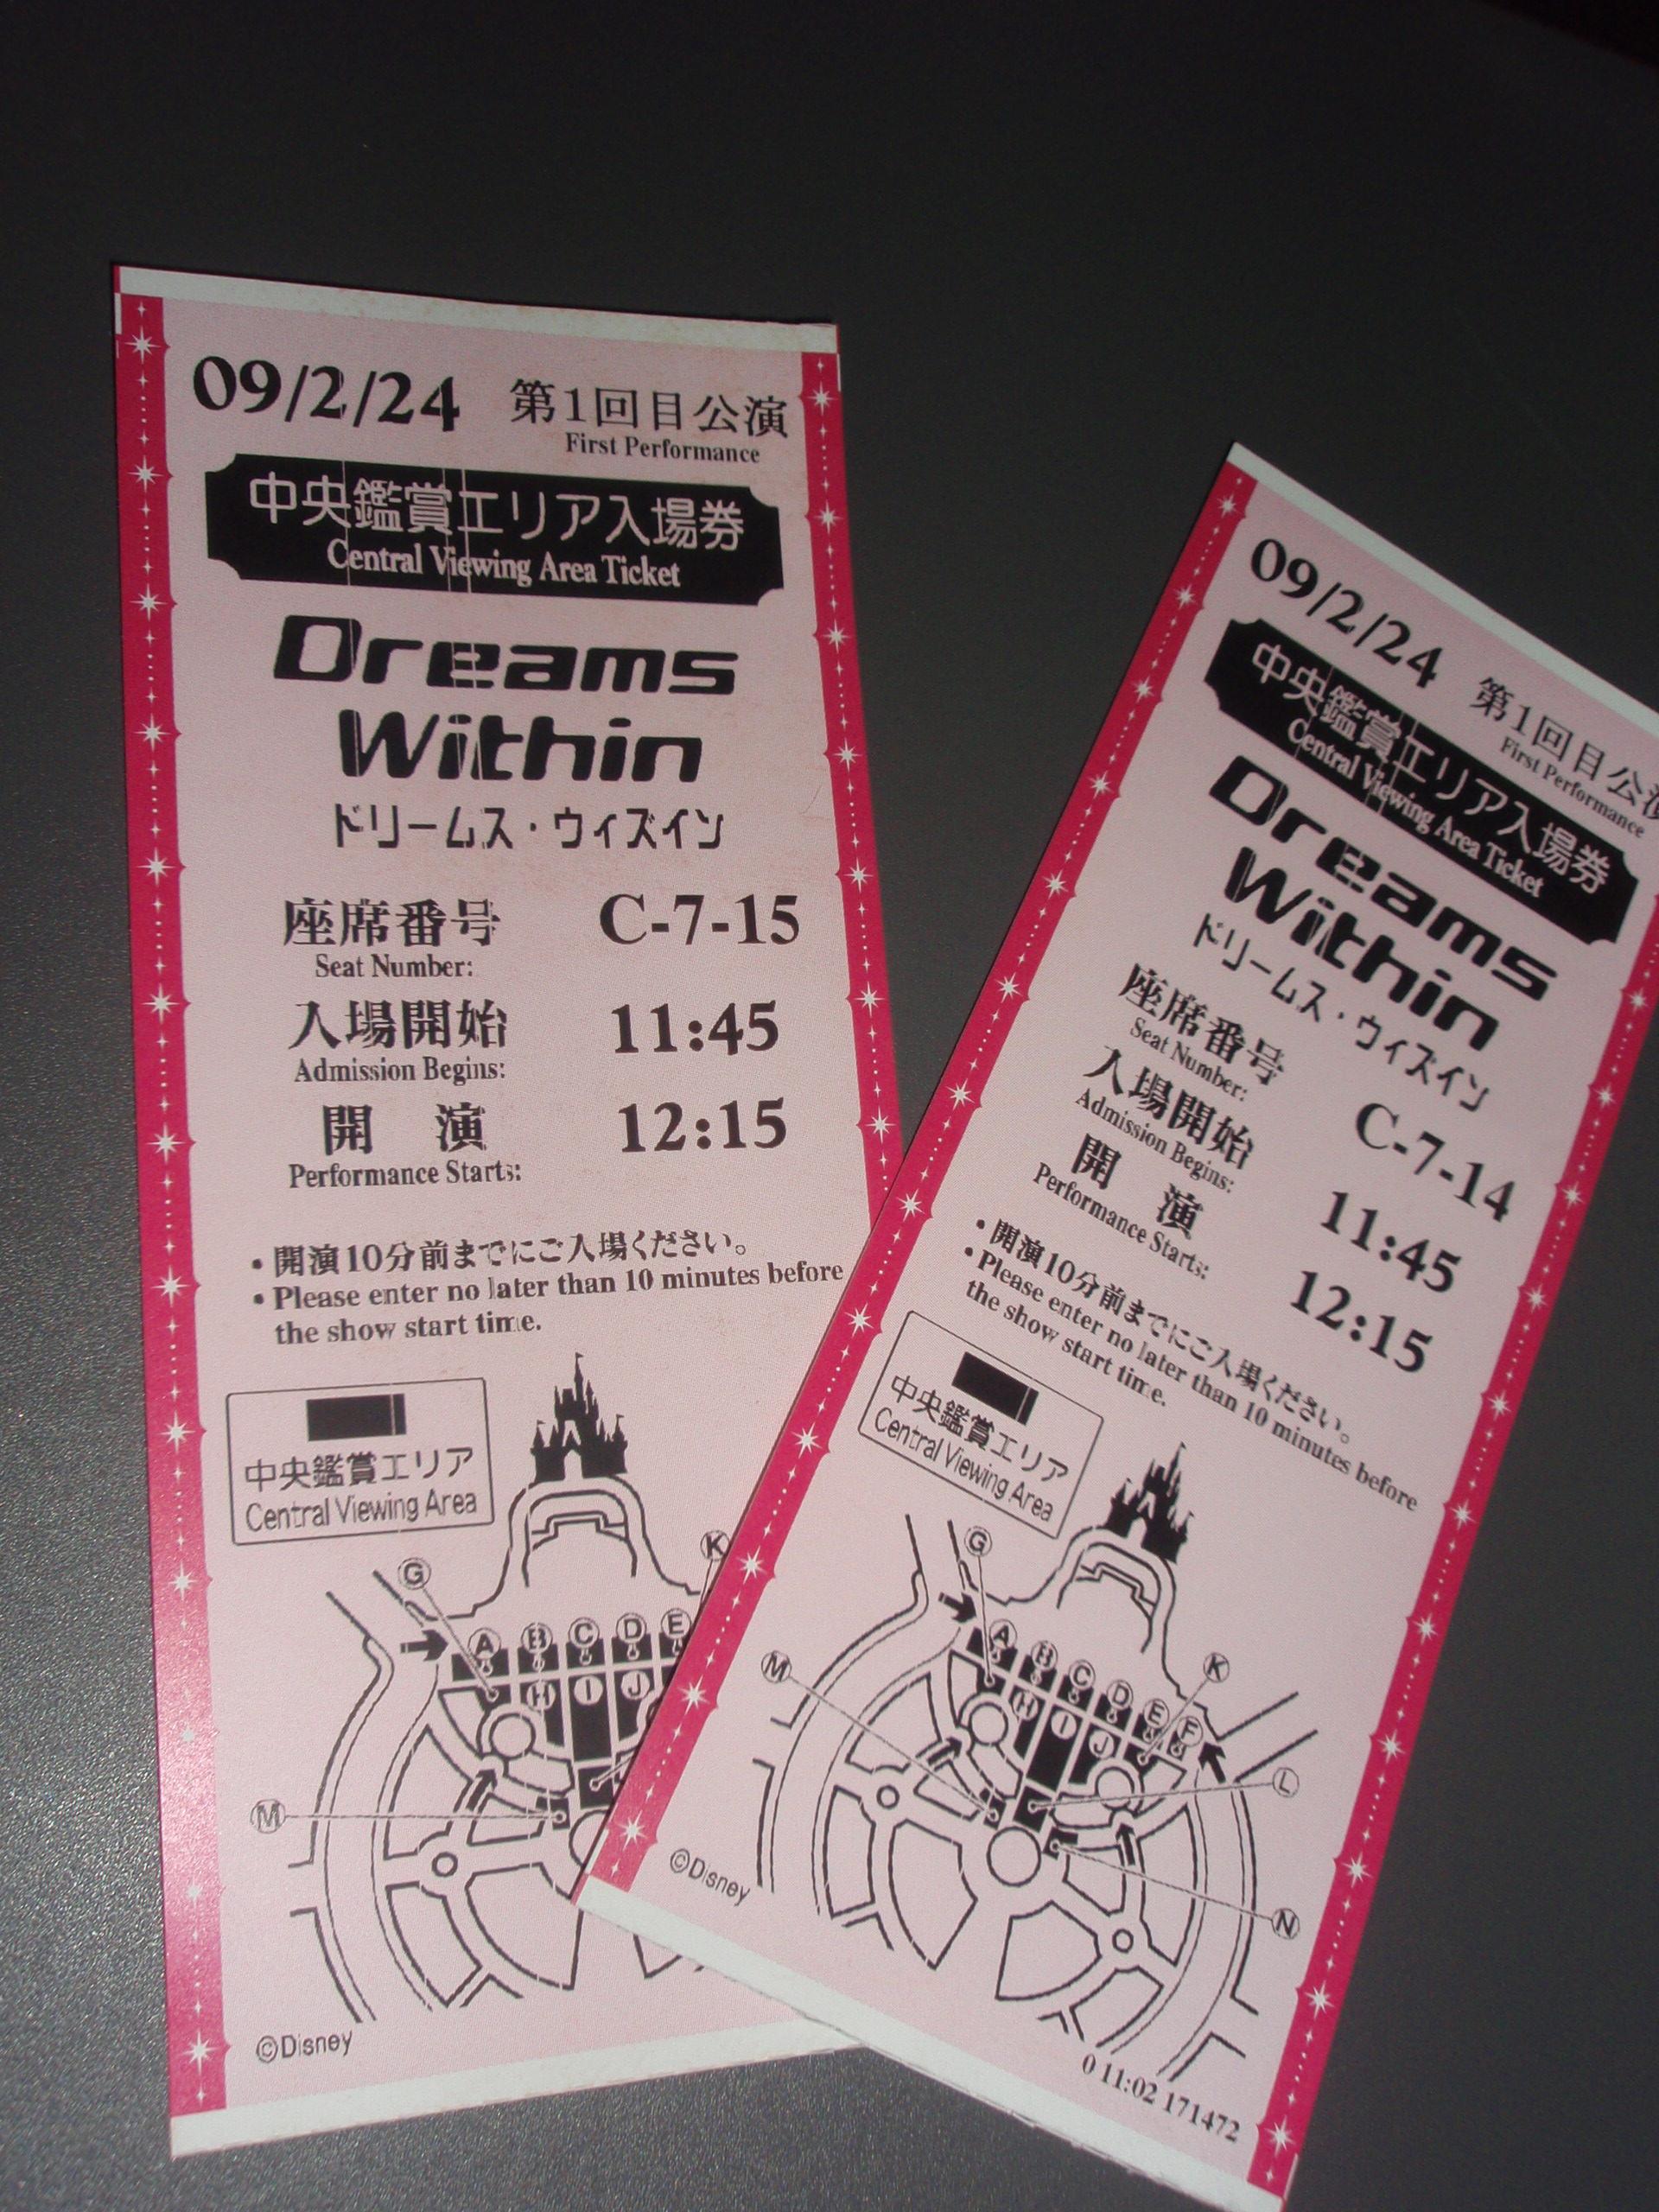 09/2/24 第1回目公演
First Performance
中央鑑賞エリア入場券
Central Viewing Area Ticket
Dreams
Within
ドリームス・ウィズイン
座席番号 C-7-15
Seat Number:
入場開始 11:45
Admission Begins:
開 演 12:15
Performance Starts:
・開演10分前までにご入場ください。
・Please enter no later than 10 minutes before
the show start time.
中央鑑賞エリア
Central Viewing Area
G K
A B C D E
H I J
M
©Disney
09/2/24 第1回目公演
First Performance
中央鑑賞エリア入場券
Central Viewing Area Ticket
Dreams
Within
ドリームス・ウィズイン
座席番号 C-7-14
Seat Number:
入場開始 11:45
Admission Begins:
開 演 12:15
Performance Starts:
・開演10分前までにご入場ください。
・Please enter no later than 10 minutes before
the show start time.
中央鑑賞エリア
Central Viewing Area
G K
A B C D E F
H I J
M L
N
©Disney
0 11:02 171472